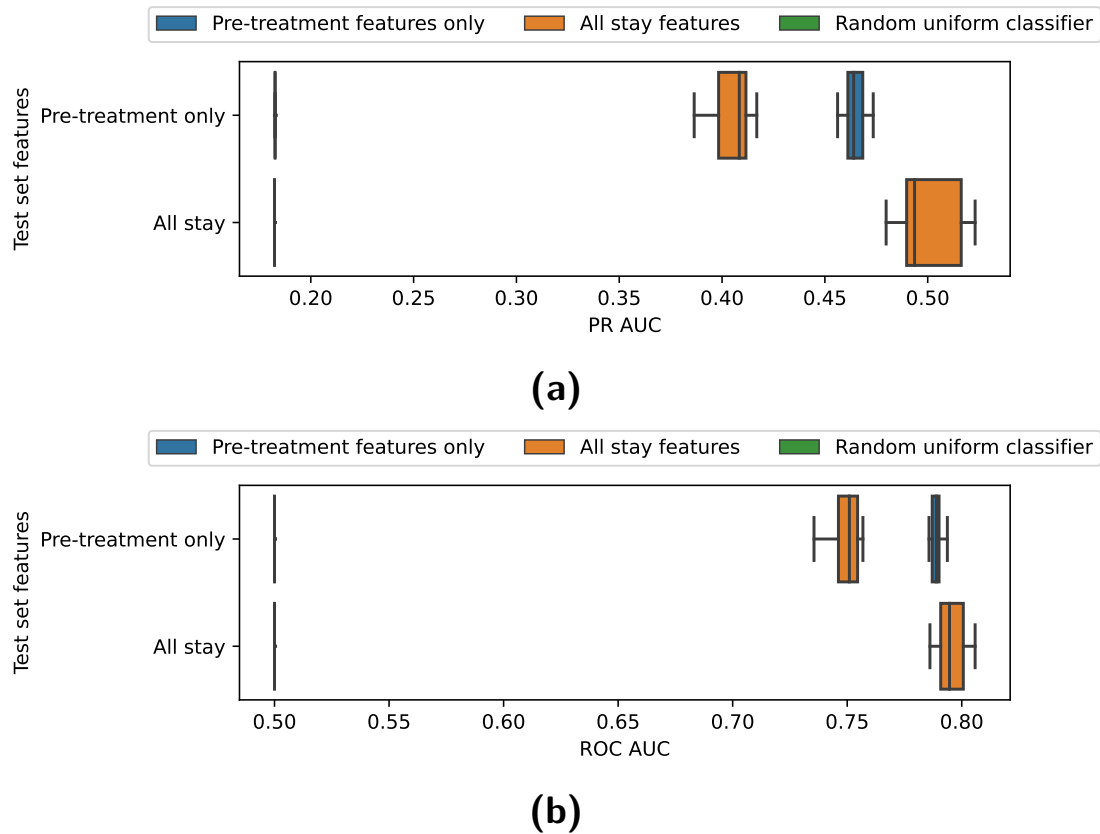 Pre-treatment features only All stay features Random uniform classifier
Test set features
Pre-treatment only
All stay
0.20 0.25 0.30 0.35 0.40 0.45 0.50
PR AUC
(a)
Pre-treatment features only All stay features Random uniform classifier
Test set features
Pre-treatment only
All stay
0.50 0.55 0.60 0.65 0.70 0.75 0.80
ROC AUC
(b)